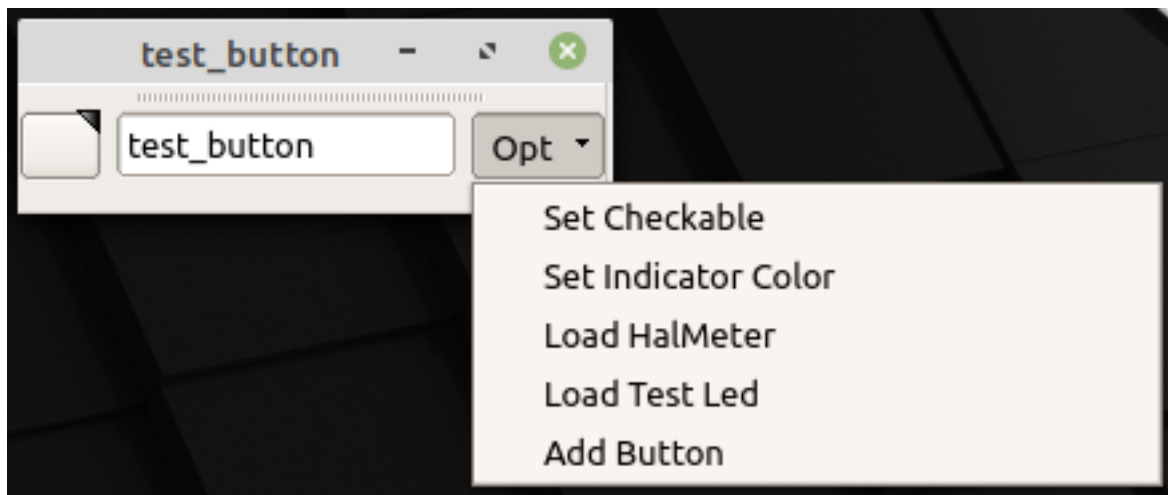 test_button
test_button
Opt
Set Checkable
Set Indicator Color
Load HalMeter
Load Test Led
Add Button